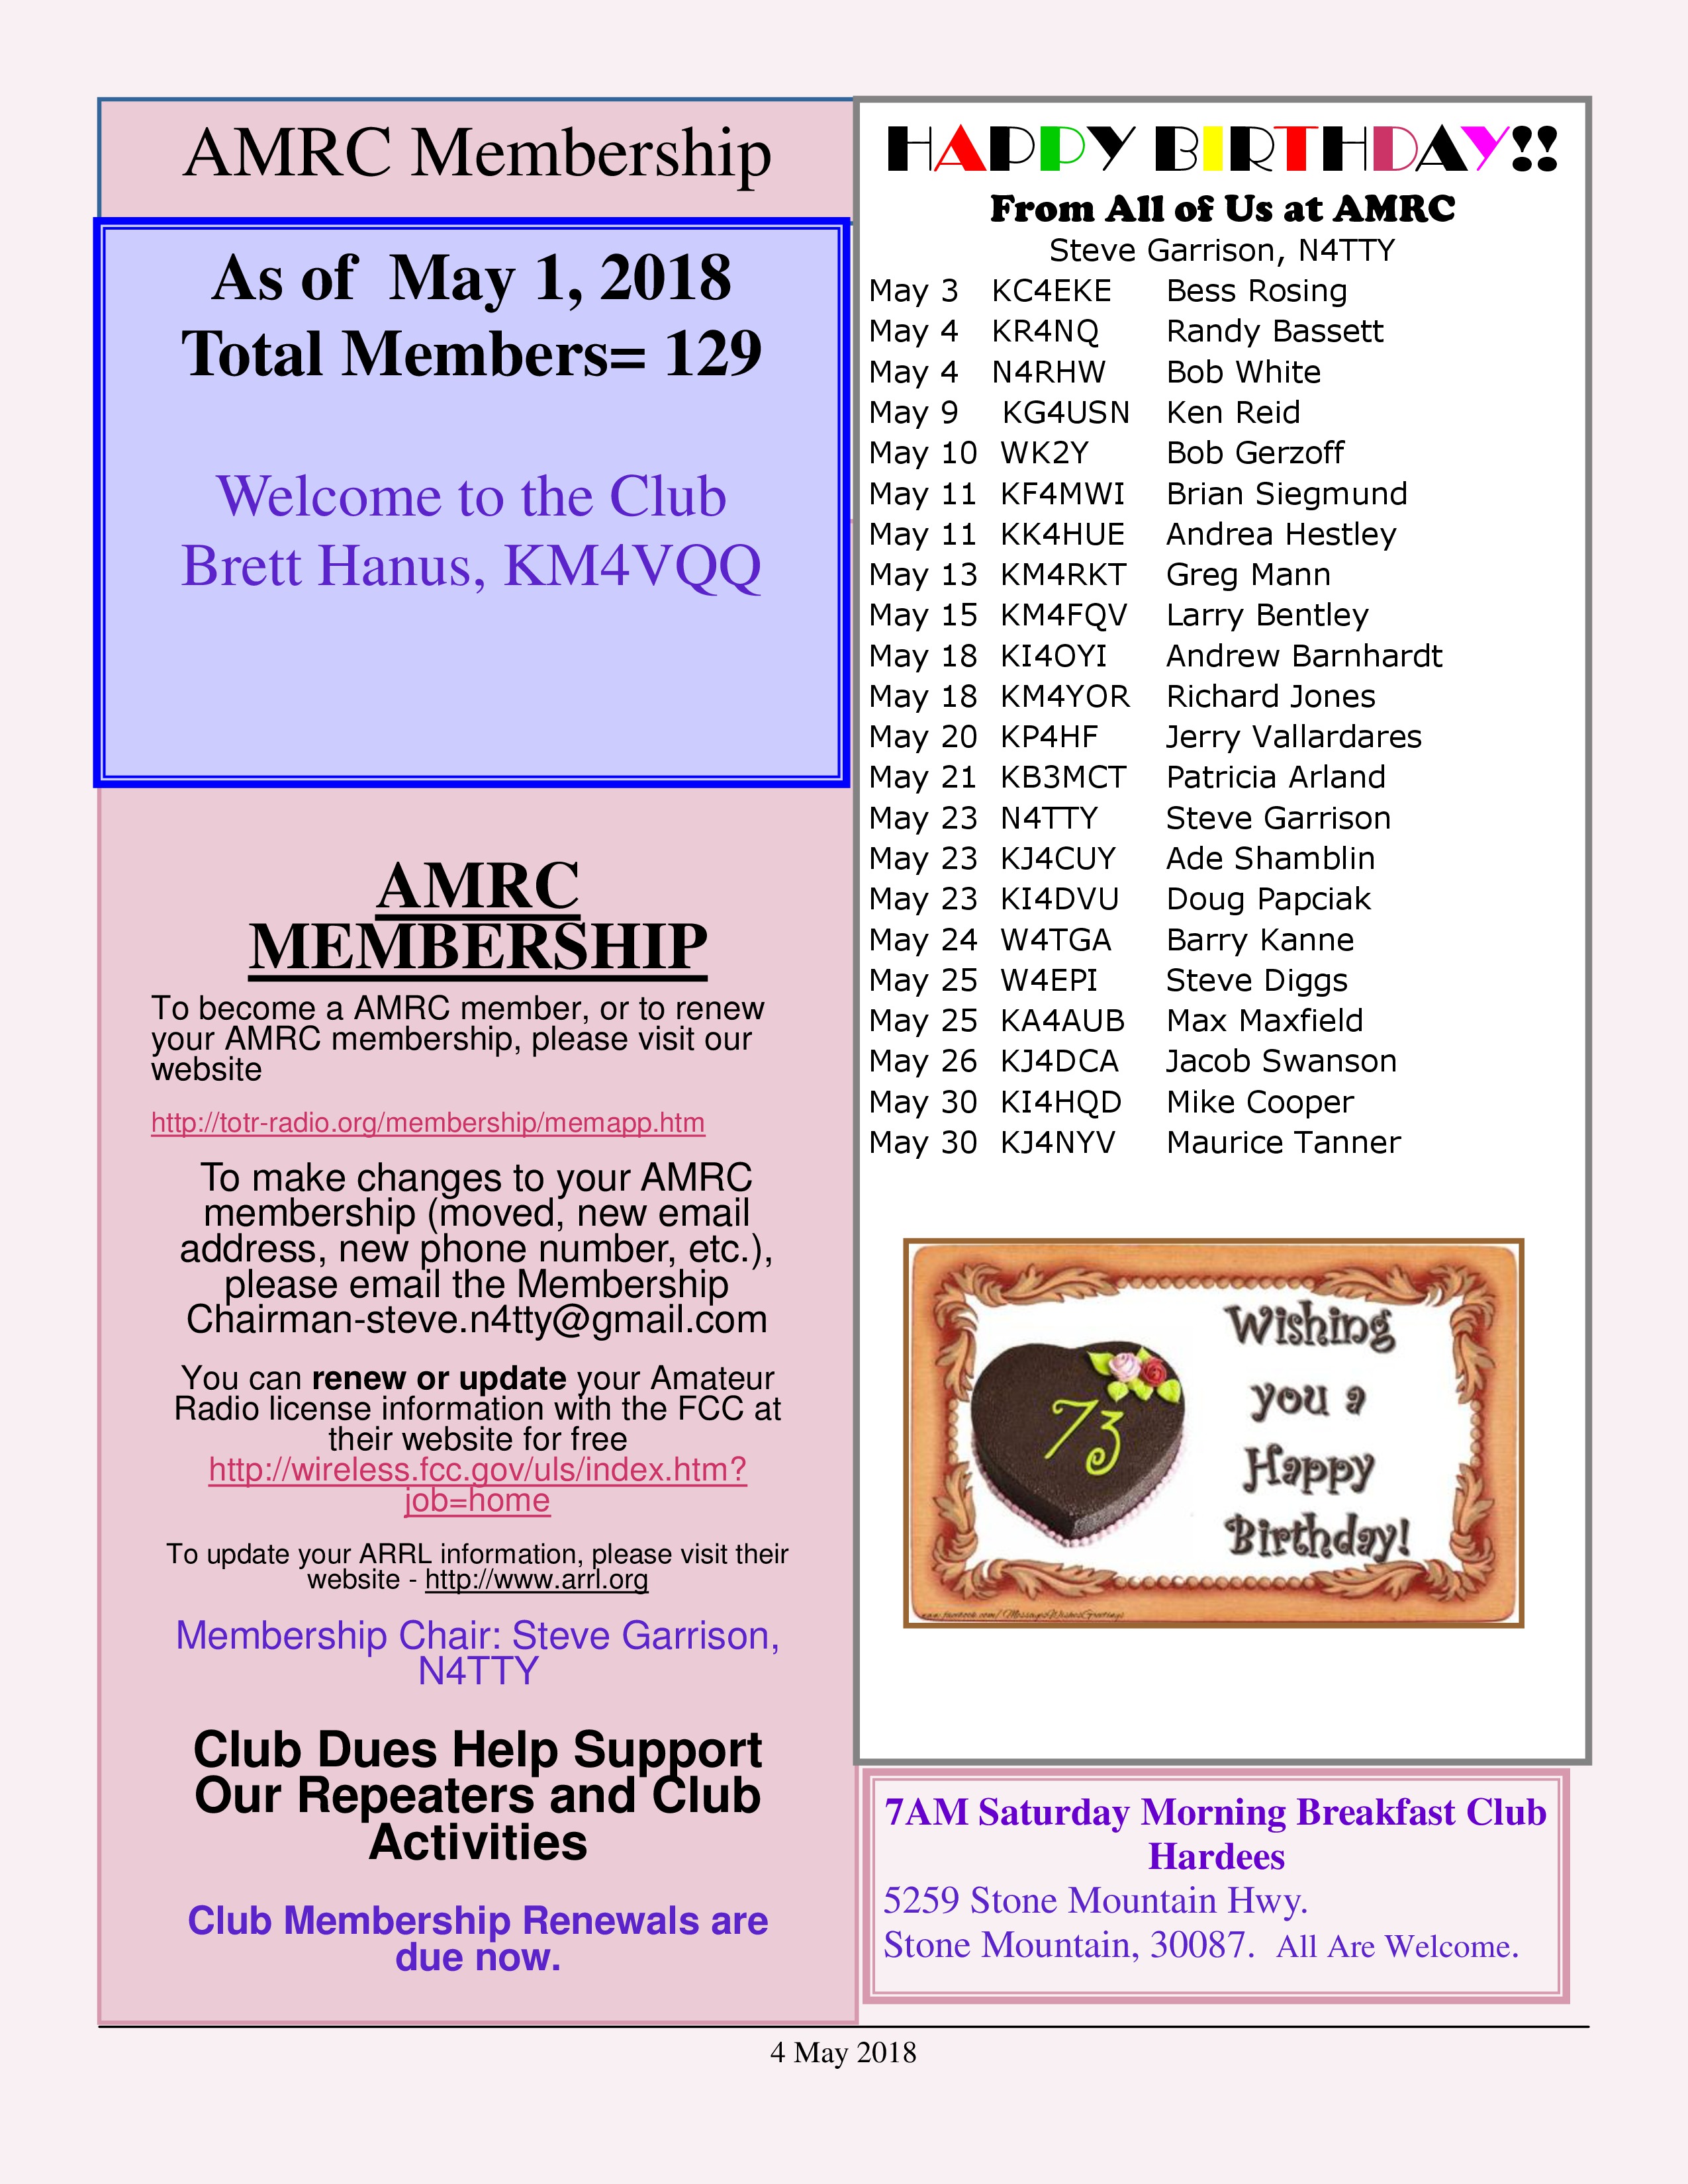 AMRC Membership
As of May 1, 2018
Total Members= 129
Welcome to the Club
Brett Hanus, KM4VQQ
AMRC
MEMBERSHIP
To become a AMRC member, or to renew
your AMRC membership, please visit our
website
http://totr-radio.org/membership/memapp.htm
To make changes to your AMRC
membership (moved, new email
address, new phone number, etc.),
please email the Membership
Chairman-steve.n4tty@gmail.com
You can renew or update your Amateur
Radio license information with the FCC at
their website for free
http://wireless.fcc.gov/uls/index.htm?
job=home
To update your ARRL information, please visit their
website - http://www.arrl.org
Membership Chair: Steve Garrison,
N4TTY
Club Dues Help Support
Our Repeaters and Club
Activities
Club Membership Renewals are
due now.
HAPPY BIRTHDAY!!
From All of Us at AMRC
Steve Garrison, N4TTY
May 3 KC4EKE Bess Rosing
May 4 KR4NQ Randy Bassett
May 4 N4RHW Bob White
May 9 KG4USN Ken Reid
May 10 WK2Y Bob Gerzoff
May 11 KF4MWI Brian Siegmund
May 11 KK4HUE Andrea Hestley
May 13 KM4RKT Greg Mann
May 15 KM4FQV Larry Bentley
May 18 KI4OYI Andrew Barnhardt
May 18 KM4YOR Richard Jones
May 20 KP4HF Jerry Vallardares
May 21 KB3MCT Patricia Arland
May 23 N4TTY Steve Garrison
May 23 KJ4CUY Ade Shamblin
May 23 KI4DVU Doug Papciak
May 24 W4TGA Barry Kanne
May 25 W4EPI Steve Diggs
May 25 KA4AUB Max Maxfield
May 26 KJ4DCA Jacob Swanson
May 30 KI4HQD Mike Cooper
May 30 KJ4NYV Maurice Tanner
Wishing
you a
Happy
Birthday!
73
www.facebook.com/MessagesWishesGreetings
7AM Saturday Morning Breakfast Club
Hardees
5259 Stone Mountain Hwy.
Stone Mountain, 30087. All Are Welcome.
4 May 2018